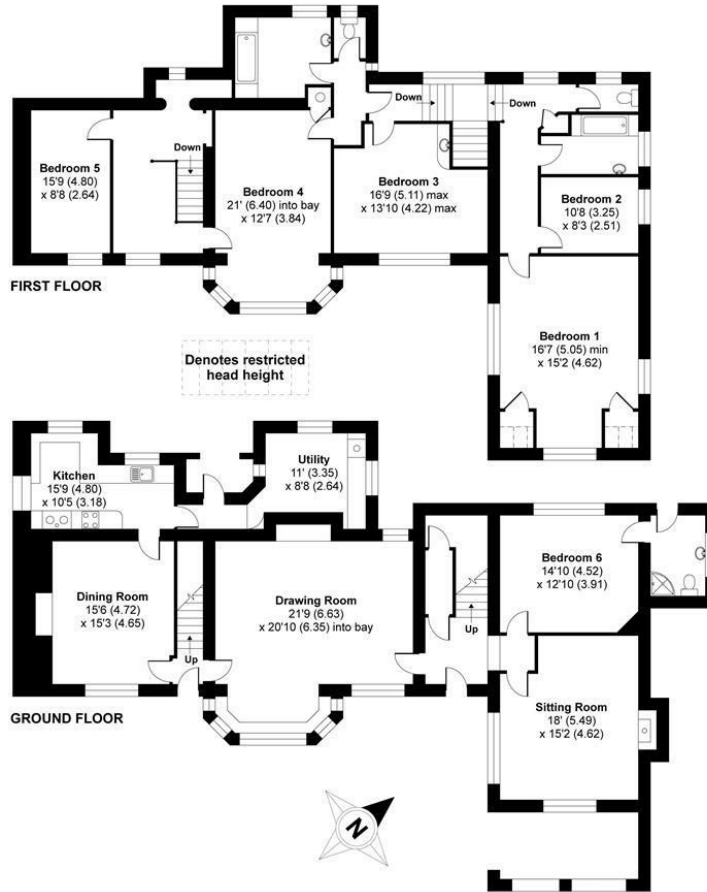 Down
Down
Down
Bedroom 5
15'9 (4.80)
x 8'8 (2.64)
Bedroom 4
21' (6.40) into bay
x 12'7 (3.84)
Bedroom 3
16'9 (5.11) max
x 13'10 (4.22) max
Bedroom 2
10'8 (3.25)
x 8'3 (2.51)
FIRST FLOOR
Bedroom 1
16'7 (5.05) min
x 15'2 (4.62)
Denotes restricted
head height
Kitchen
15'9 (4.80)
x 10'5 (3.18)
Utility
11' (3.35)
x 8'8 (2.64)
Bedroom 6
14'10 (4.52)
x 12'10 (3.91)
Dining Room
15'6 (4.72)
x 15'3 (4.65)
Up
Drawing Room
21'9 (6.63)
x 20'10 (6.35) into bay
Up
Sitting Room
18' (5.49)
x 15'2 (4.62)
GROUND FLOOR
N